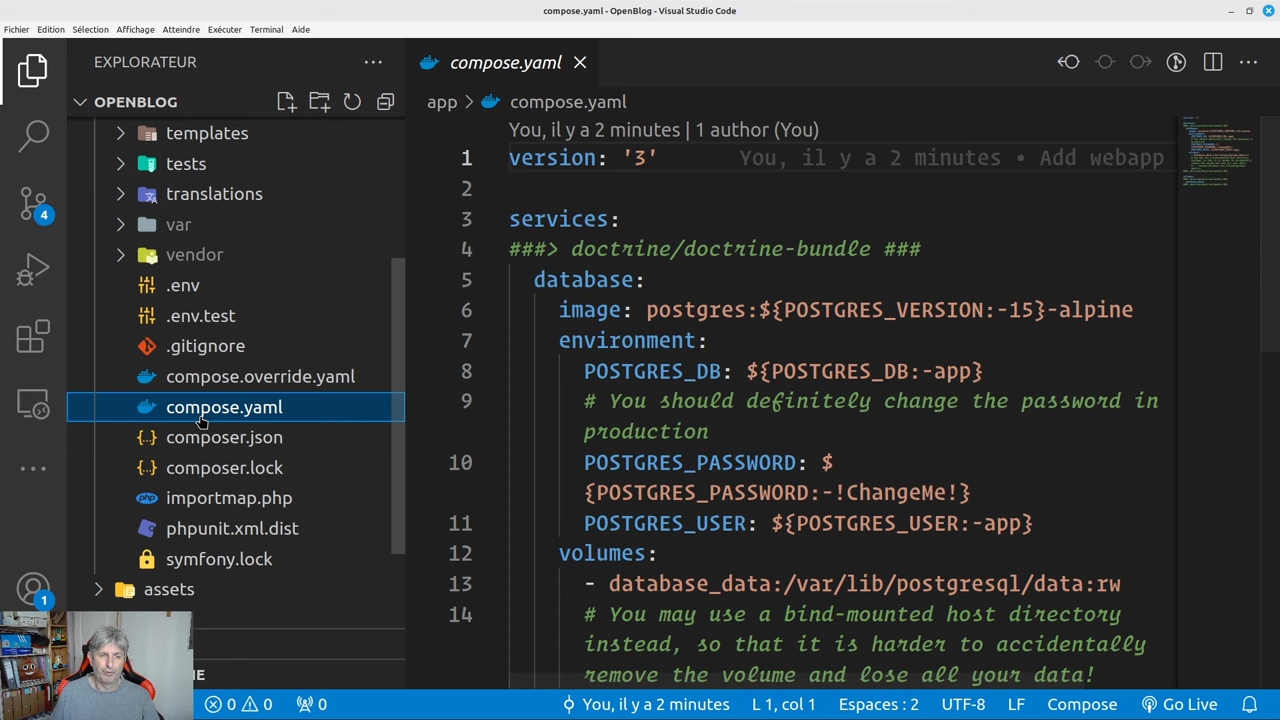 compose.yaml - OpenBlog - Visual Studio Code
Fichier Edition Sélection Affichage Atteindre Exécuter Terminal Aide
EXPLORATEUR
OPENBLOG
templates
tests
translations
var
vendor
.env
.env.test
.gitignore
compose.override.yaml
compose.yaml
composer.json
composer.lock
importmap.php
phpunit.xml.dist
symfony.lock
assets
4
1
compose.yaml
app > compose.yaml
You, il y a 2 minutes | 1 author (You)
1 version: '3' You, il y a 2 minutes • Add webapp
2
3 services:
4 ###> doctrine/doctrine-bundle ###
5 database:
6 image: postgres:${POSTGRES_VERSION:-15}-alpine
7 environment:
8 POSTGRES_DB: ${POSTGRES_DB:-app}
9 # You should definitely change the password in
production
10 POSTGRES_PASSWORD: $
{POSTGRES_PASSWORD:-!ChangeMe!}
11 POSTGRES_USER: ${POSTGRES_USER:-app}
12 volumes:
13 - database_data:/var/lib/postgresql/data:rw
14 # You may use a bind-mounted host directory
instead, so that it is harder to accidentally
remove the volume and lose all your data!
0 0 0 You, il y a 2 minutes L 1, col 1 Espaces : 2 UTF-8 LF Compose Go Live